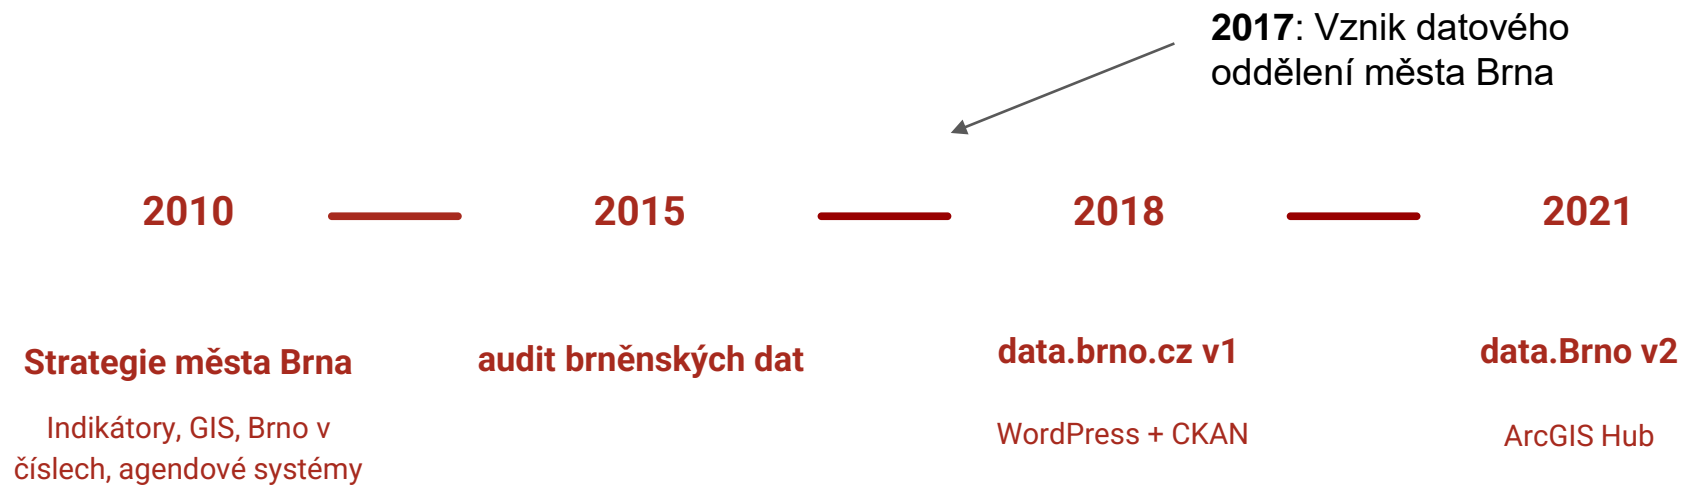 2017: Vznik datového
oddělení města Brna
2010
2015
2018
2021
Strategie města Brna
audit brněnských dat
data.brno.cz v1
data.Brno v2
Indikátory, GIS, Brno v
číslech, agendové systémy
WordPress + CKAN
ArcGIS Hub